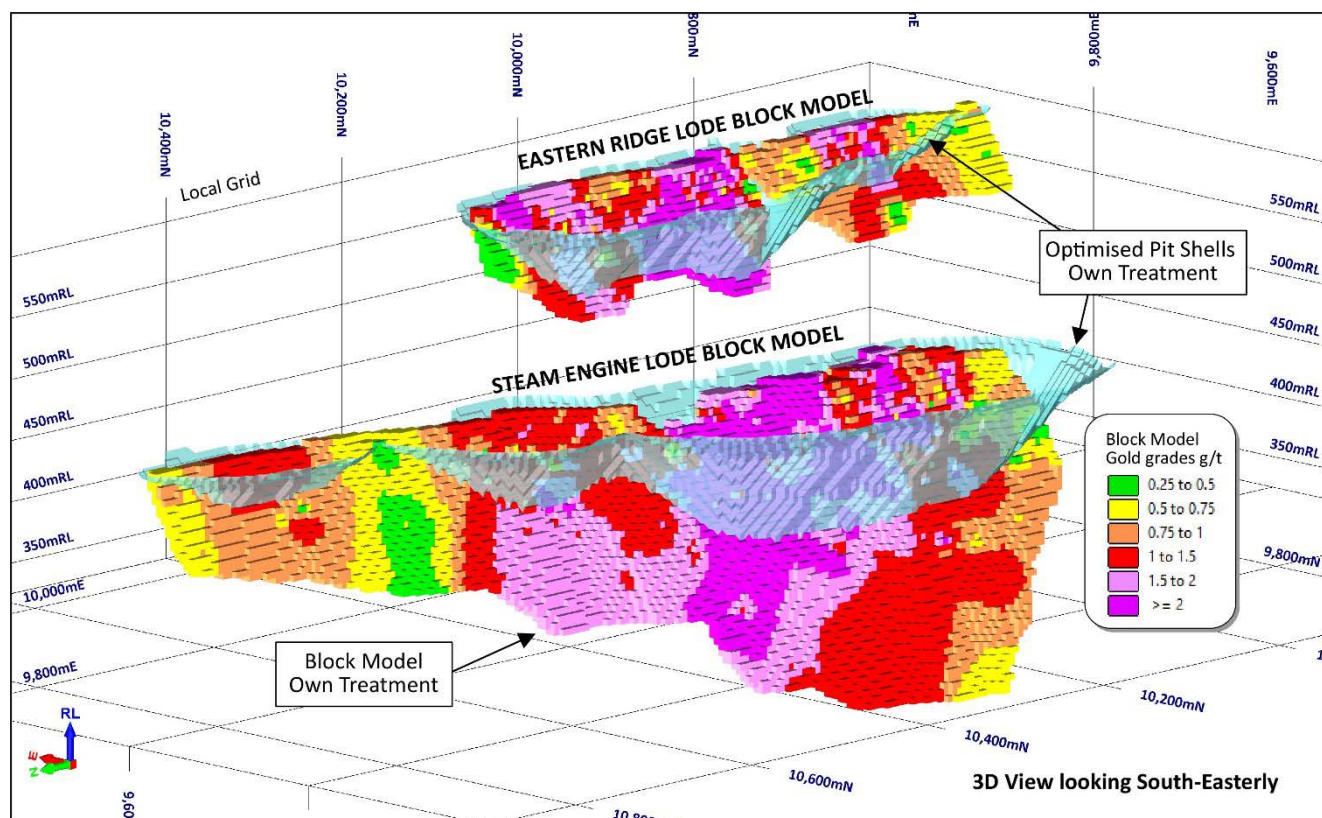 10,400mN
10,200mN
10,000mN
800mN
mE
9,800mE
9,600mE
Local Grid
EASTERN RIDGE LODE BLOCK MODEL
550mRL
500mRL
450mRL
400mRL
350mRL
10,000mE
9,800mE
550mRL
500mRL
450mRL
400mRL
350mRL
Optimised Pit Shells
Own Treatment
STEAM ENGINE LODE BLOCK MODEL
Block Model
Gold grades g/t
0.25 to 0.5
0.5 to 0.75
0.75 to 1
1 to 1.5
1.5 to 2
>= 2
Block Model
Own Treatment
9,800mN
10,200mN
10,400mN
10,600mN
RL
E
N
3D View looking South-Easterly